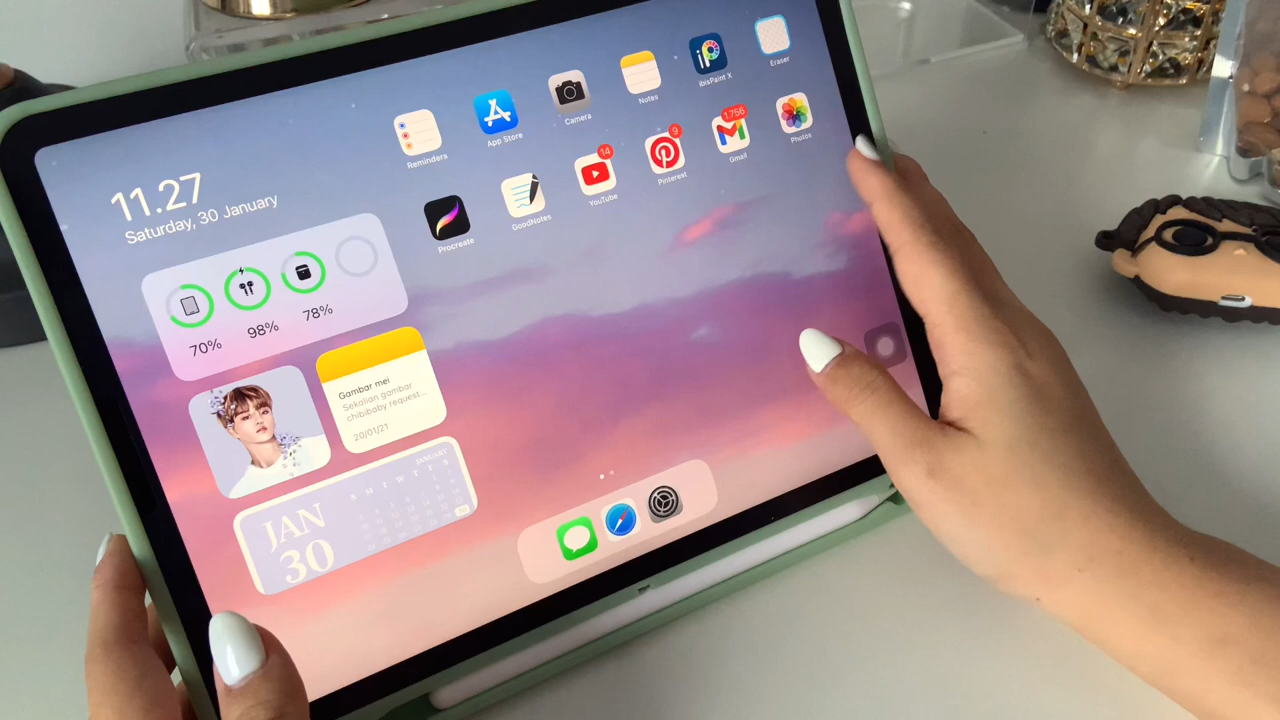 11.27
Saturday, 30 January
70%
98%
78%
Gambar mei
Sekalian gambar
chibibaby request...
20/01/21
JANUARY
S M T W T F S
JAN
30
Reminders
App Store
Camera
Notes
ibisPaint X
Eraser
Procreate
GoodNotes
14
YouTube
9
Pinterest
1.756
Gmail
Photos